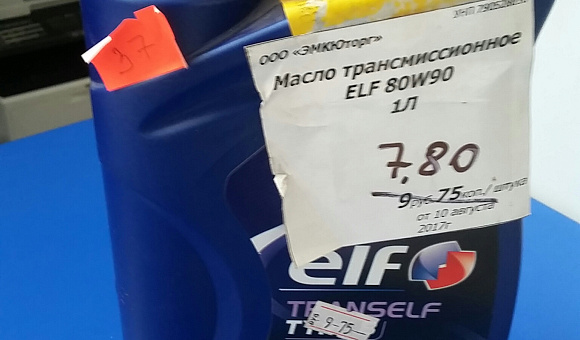 37
ООО «ЭМКЮторг»
Масло трансмиссионное
ELF 80W90
1Л
7,80
9 руб. 75 коп./ штука
от 10 августа
2017г
elf
TRANSELF
9-75-